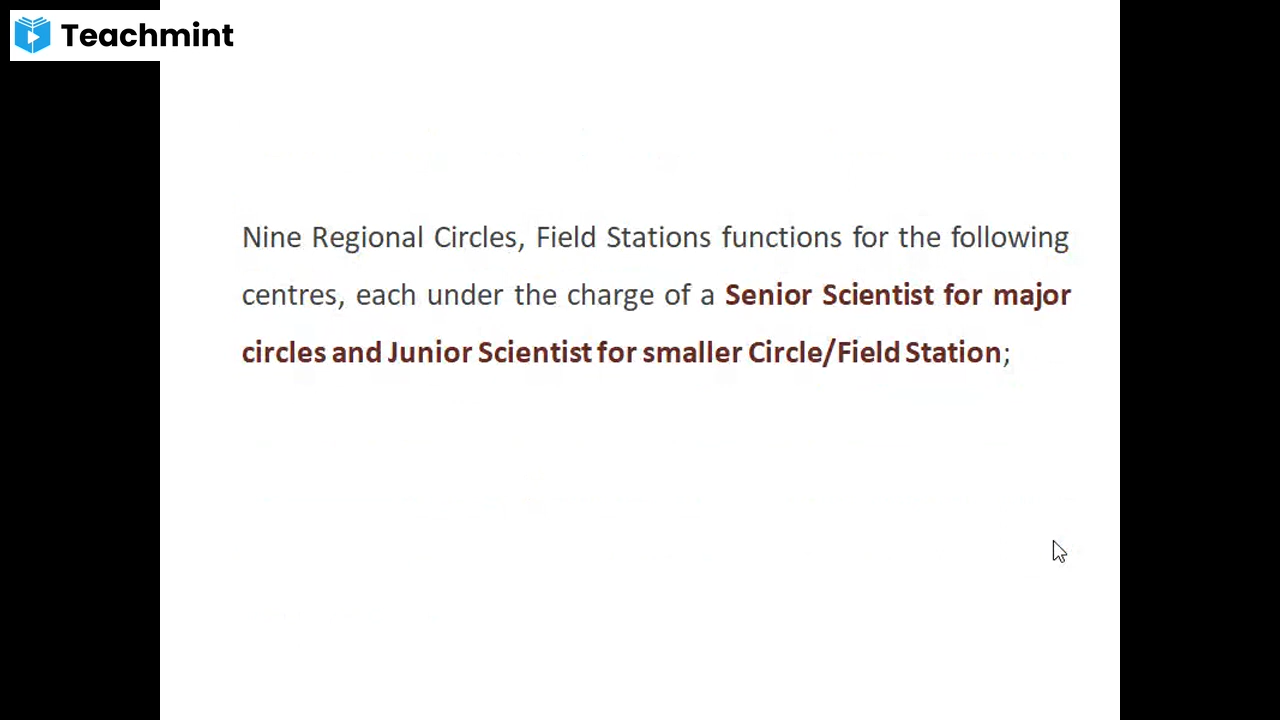 Teachmint
Nine Regional Circles, Field Stations functions for the following
centres, each under the charge of a Senior Scientist for major
circles and Junior Scientist for smaller Circle/Field Station;